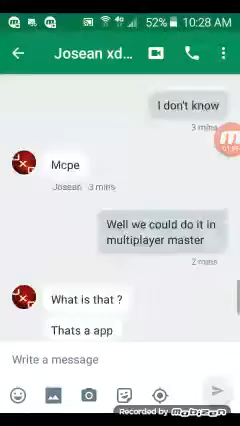 52% 10:28 AM
Josean xd...
I don't know
3 mins
Mcpe
Josean 3 mins
Well we could do it in
multiplayer master
2 mins
What is that ?
Thats a app
Write a message
Recorded by Mobizen